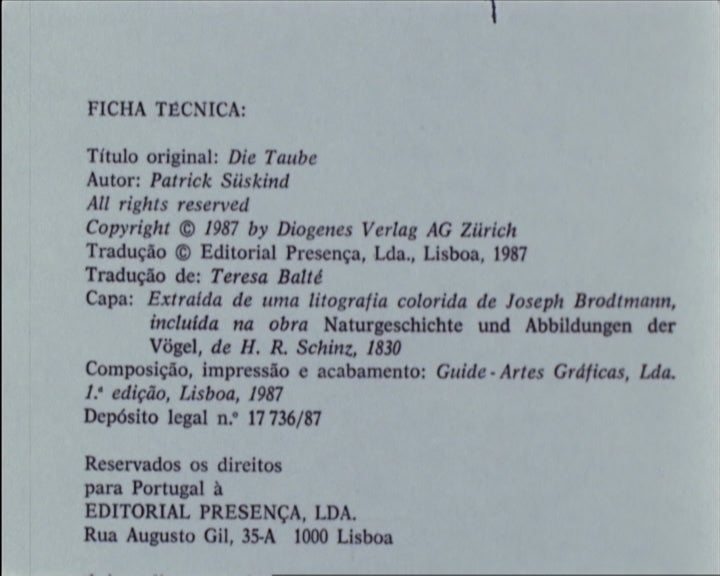 FICHA TÉCNICA:
Título original: Die Taube
Autor: Patrick Süskind
All rights reserved
Copyright © 1987 by Diogenes Verlag AG Zürich
Tradução © Editorial Presença, Lda., Lisboa, 1987
Tradução de: Teresa Balté
Capa: Extraída de uma litografia colorida de Joseph Brodtmann,
incluída na obra Naturgeschichte und Abbildungen der
Vögel, de H. R. Schinz, 1830
Composição, impressão e acabamento: Guide-Artes Gráficas, Lda.
1.ª edição, Lisboa, 1987
Depósito legal n.º 17 736/87
Reservados os direitos
para Portugal à
EDITORIAL PRESENÇA, LDA.
Rua Augusto Gil, 35-A 1000 Lisboa